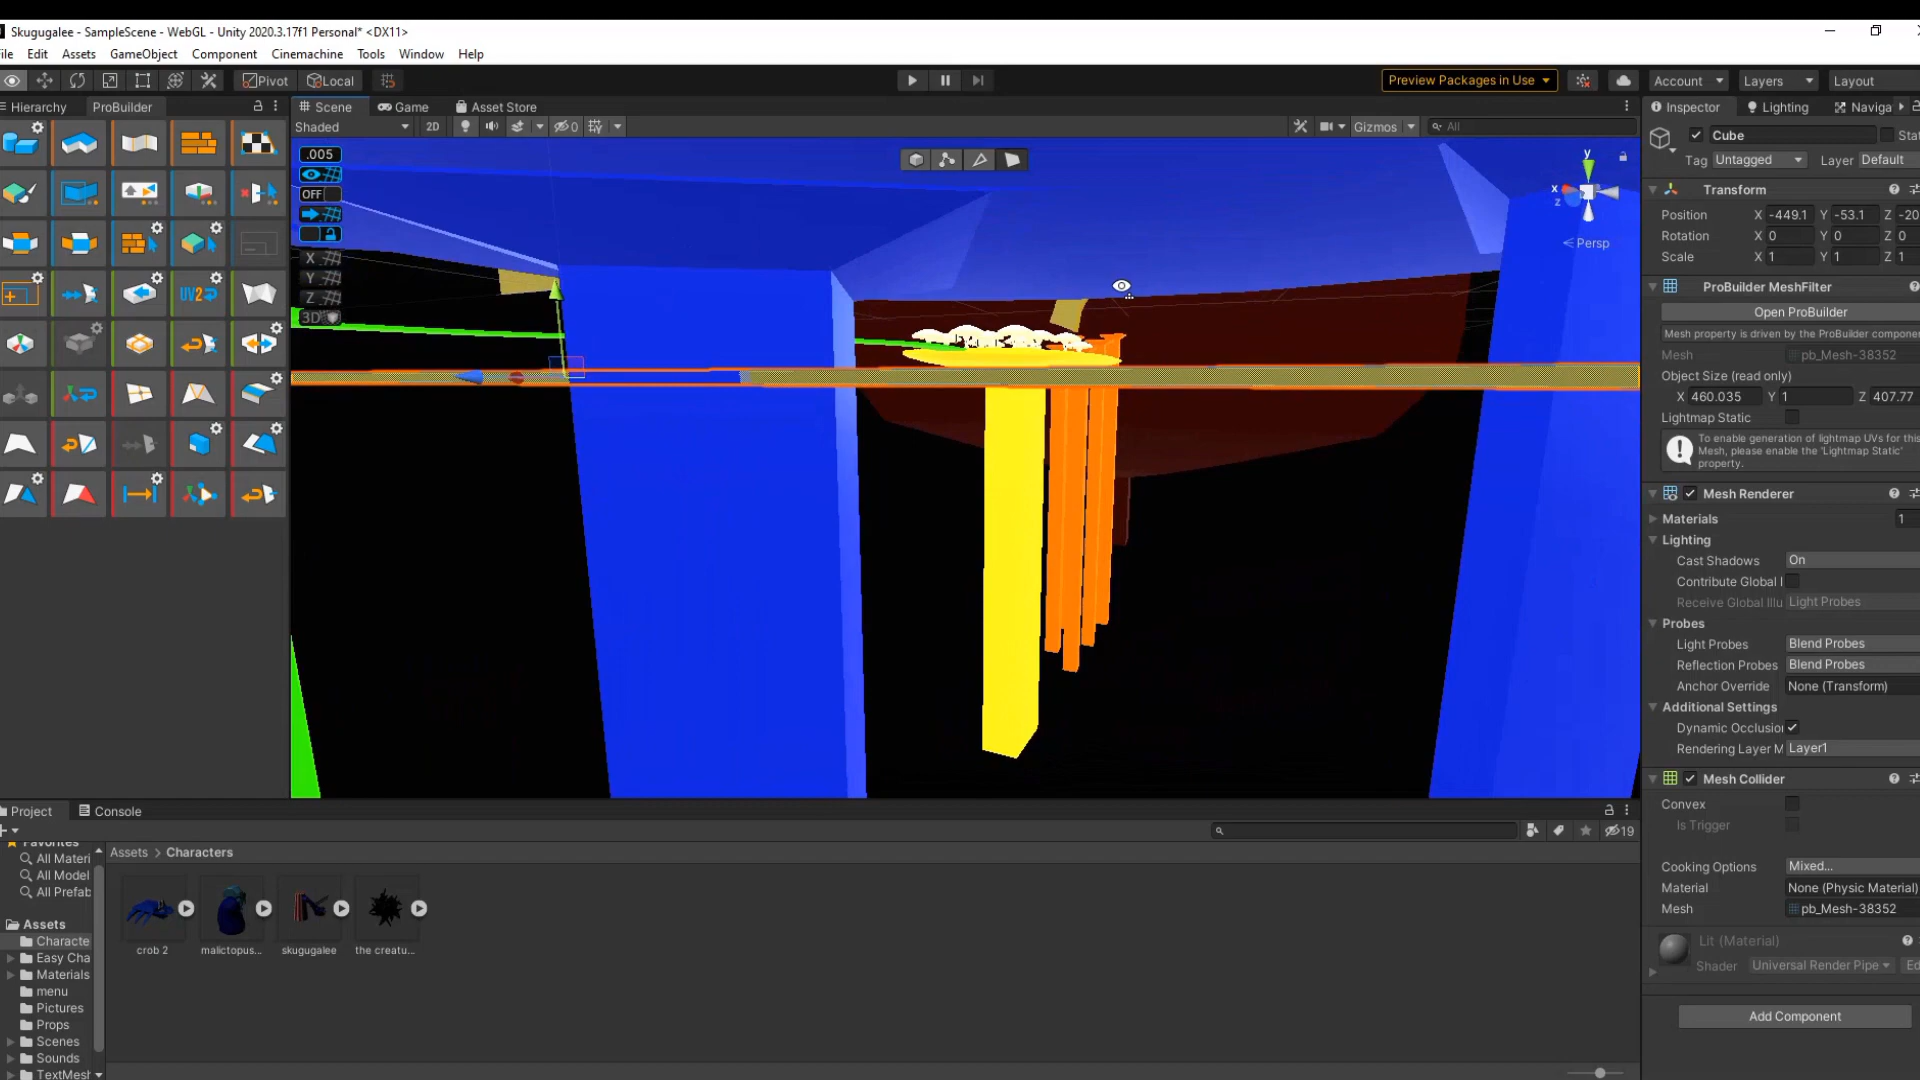 Skugugalee - SampleScene - WebGL - Unity 2020.3.17f1 Personal* <DX11>
ile Edit Assets GameObject Component Cinemachine Tools Window Help
Pivot Local Preview Packages in Use Account Layers Layout
Hierarchy ProBuilder Scene Game Asset Store Inspector Lighting Naviga
Shaded 2D 0 Gizmos All
.005
OFF
X
Y
Z
3D
y
x
z
Persp
UV2
Cube Stat
Tag Untagged Layer Default
Transform
Position X -449.1 Y -53.1 Z -20
Rotation X 0 Y 0 Z 0
Scale X 1 Y 1 Z 1
ProBuilder MeshFilter
Open ProBuilder
Mesh property is driven by the ProBuilder componen
Mesh pb_Mesh-38352
Object Size (read only)
X 460.035 Y 1 Z 407.77
Lightmap Static
To enable generation of lightmap UVs for this
Mesh, please enable the 'Lightmap Static'
property.
Mesh Renderer
Materials 1
Lighting
Cast Shadows On
Contribute Global I
Receive Global Illu Light Probes
Probes
Light Probes Blend Probes
Reflection Probes Blend Probes
Anchor Override None (Transform)
Additional Settings
Dynamic Occlusio
Rendering Layer M Layer1
Mesh Collider
Convex
Is Trigger
Cooking Options Mixed...
Material None (Physic Material)
Mesh pb_Mesh-38352
Lit (Material)
Shader Universal Render Pipe Ed
Add Component
Project Console
19
Favorites
All Materi
All Model
All Prefab
Assets
Characte
Easy Cha
Materials
menu
Pictures
Props
Scenes
Sounds
TextMesh
Assets > Characters
crob 2 malictopus... skugugalee the creatu...